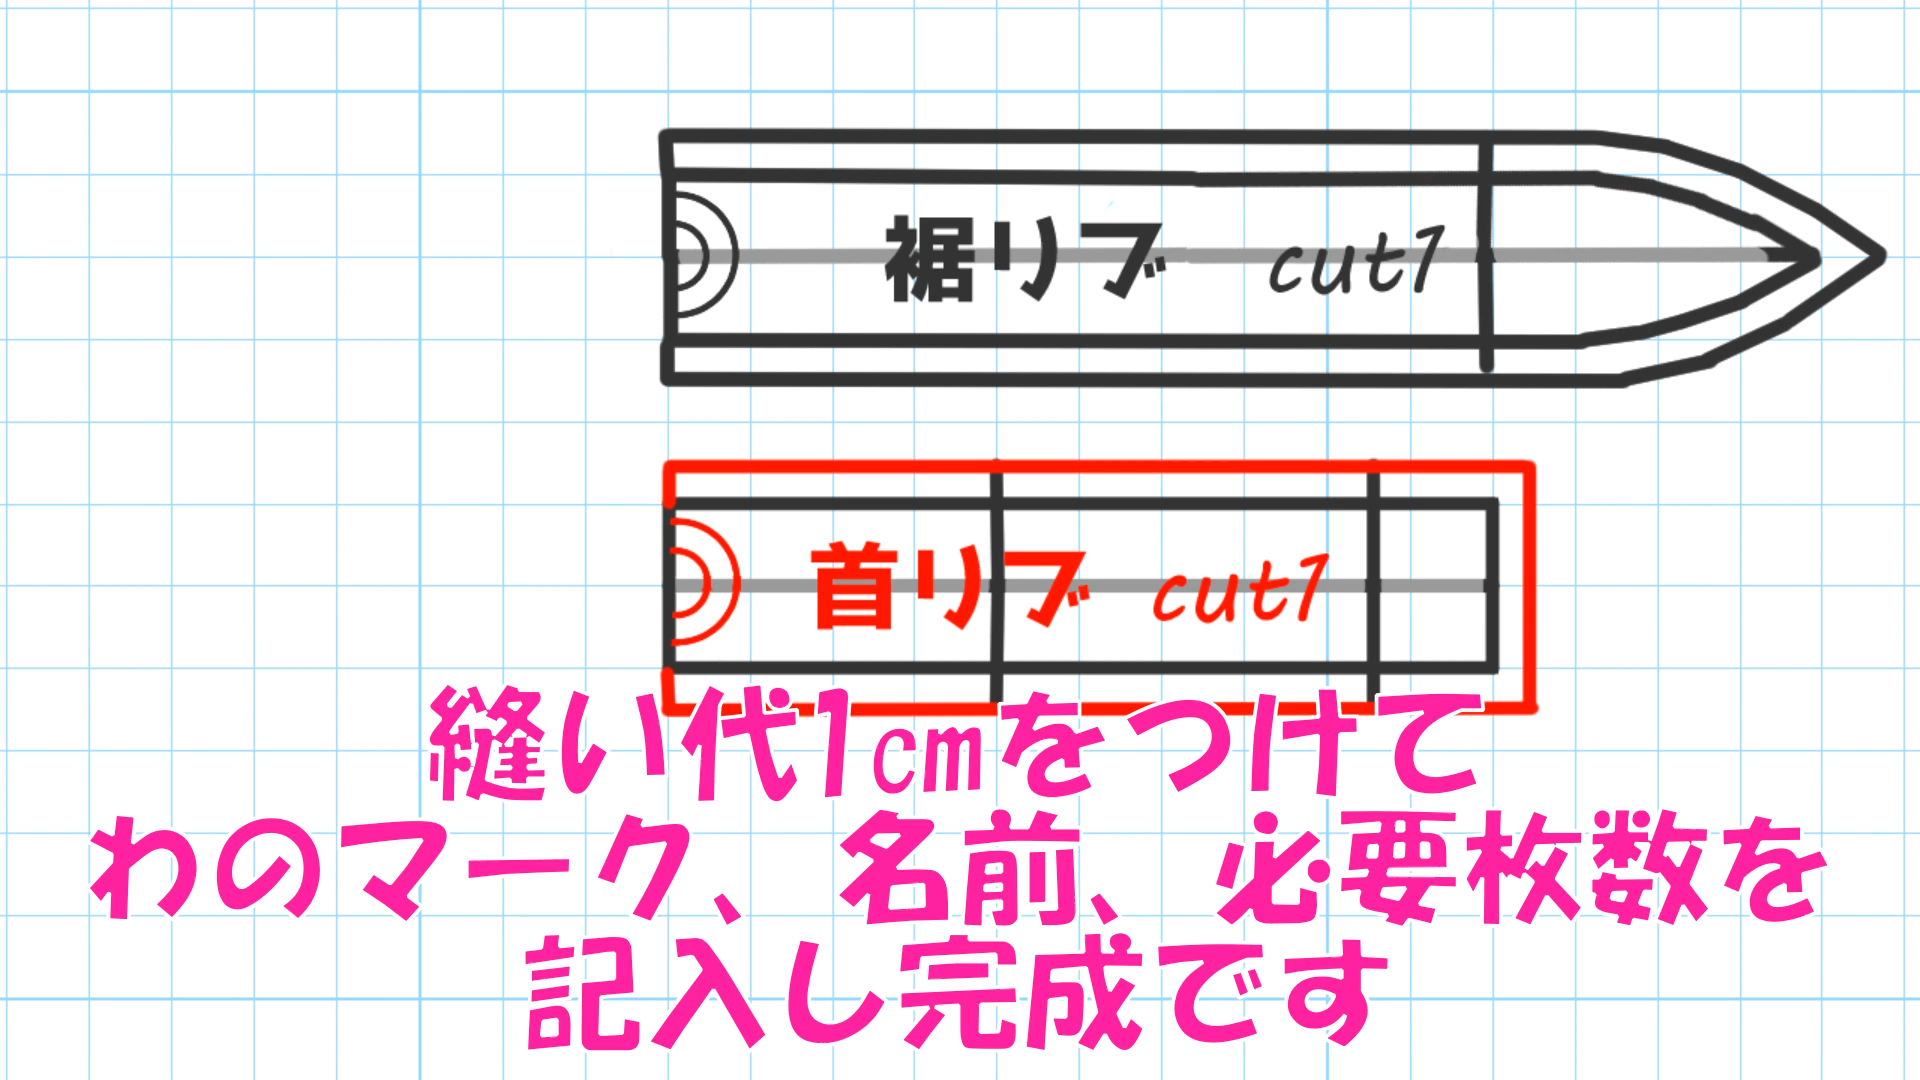 裾リブ cut1
首リブ cut1
縫い代1cmをつけて
わのマーク、名前、必要枚数を
記入し完成です